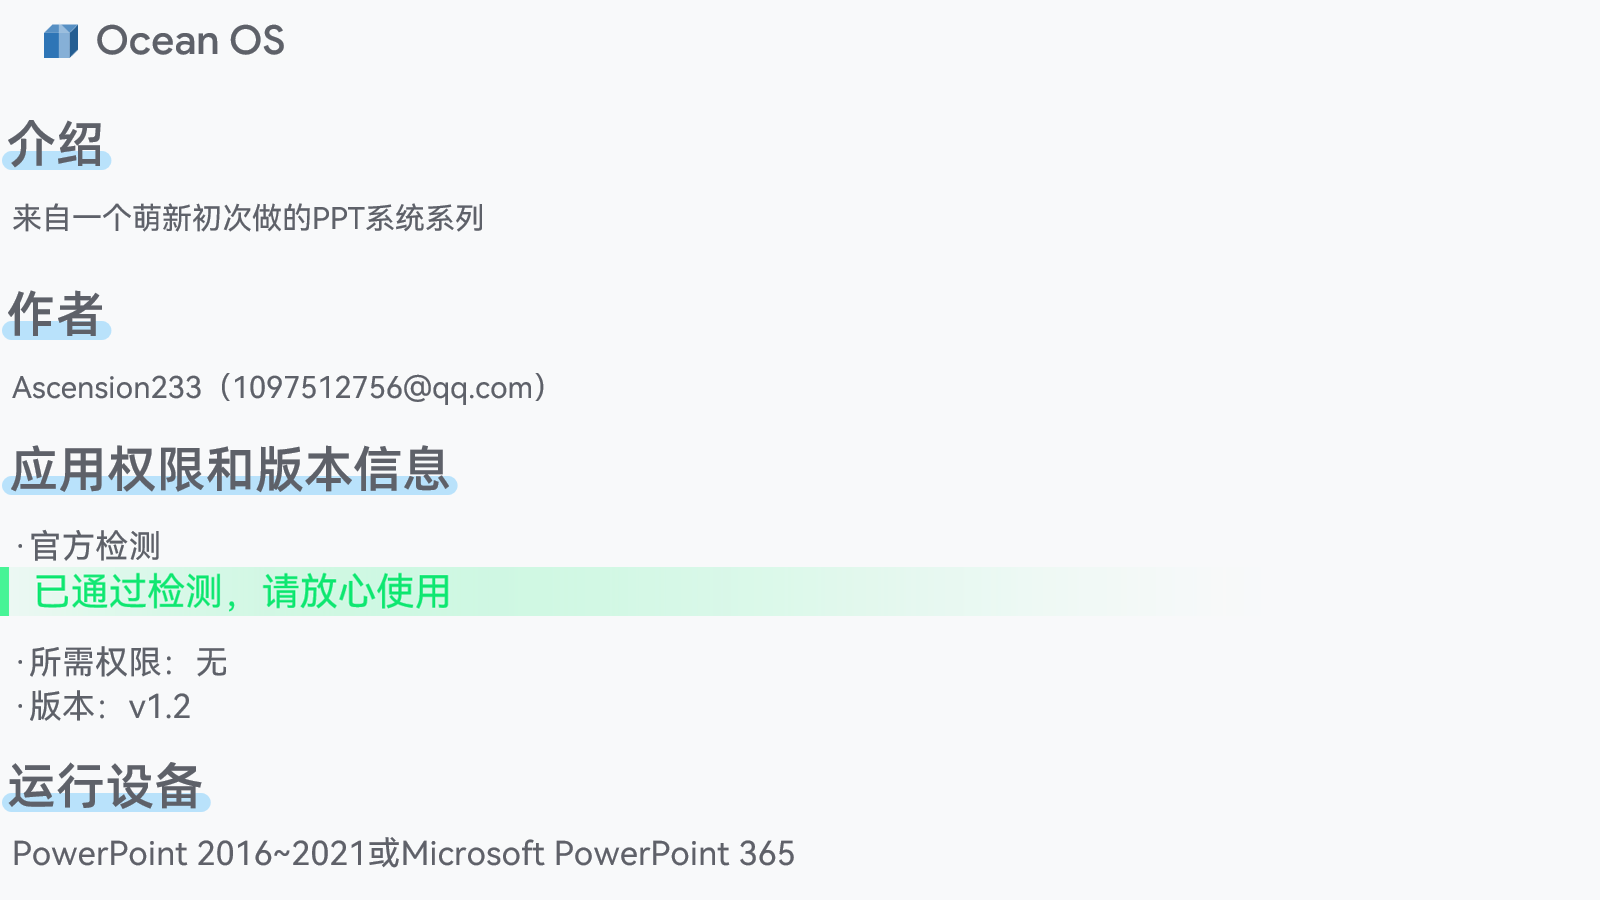 Ocean OS
介绍
来自一个萌新初次做的PPT系统系列
作者
Ascension233（1097512756@qq.com）
应用权限和版本信息
·官方检测
已通过检测，请放心使用
·所需权限：无
·版本：v1.2
运行设备
PowerPoint 2016~2021或Microsoft PowerPoint 365